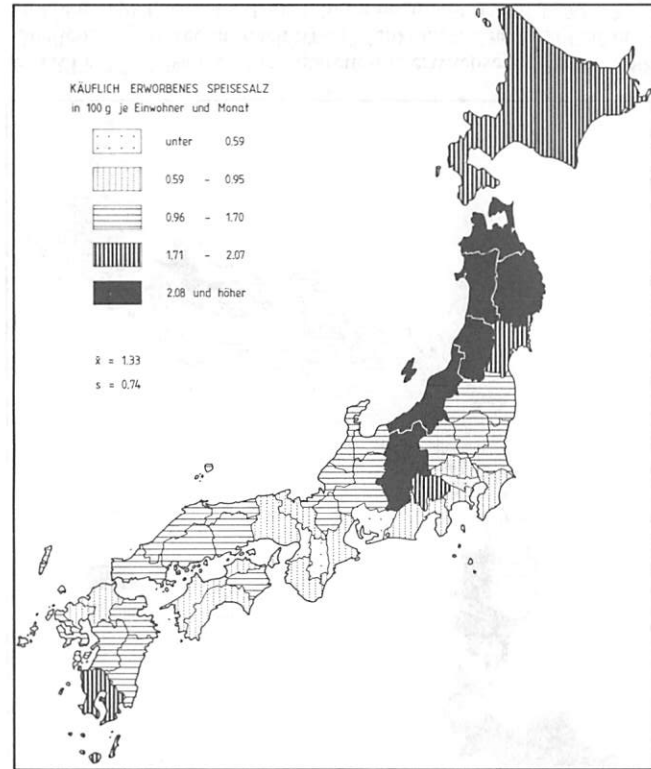 KÄUFLICH ERWORBENES SPEISESALZ
in 100 g je Einwohner und Monat
unter 0.59
0.59 - 0.95
0.96 - 1.70
1.71 - 2.07
2.08 und höher
x̄ = 1.33
s = 0.74